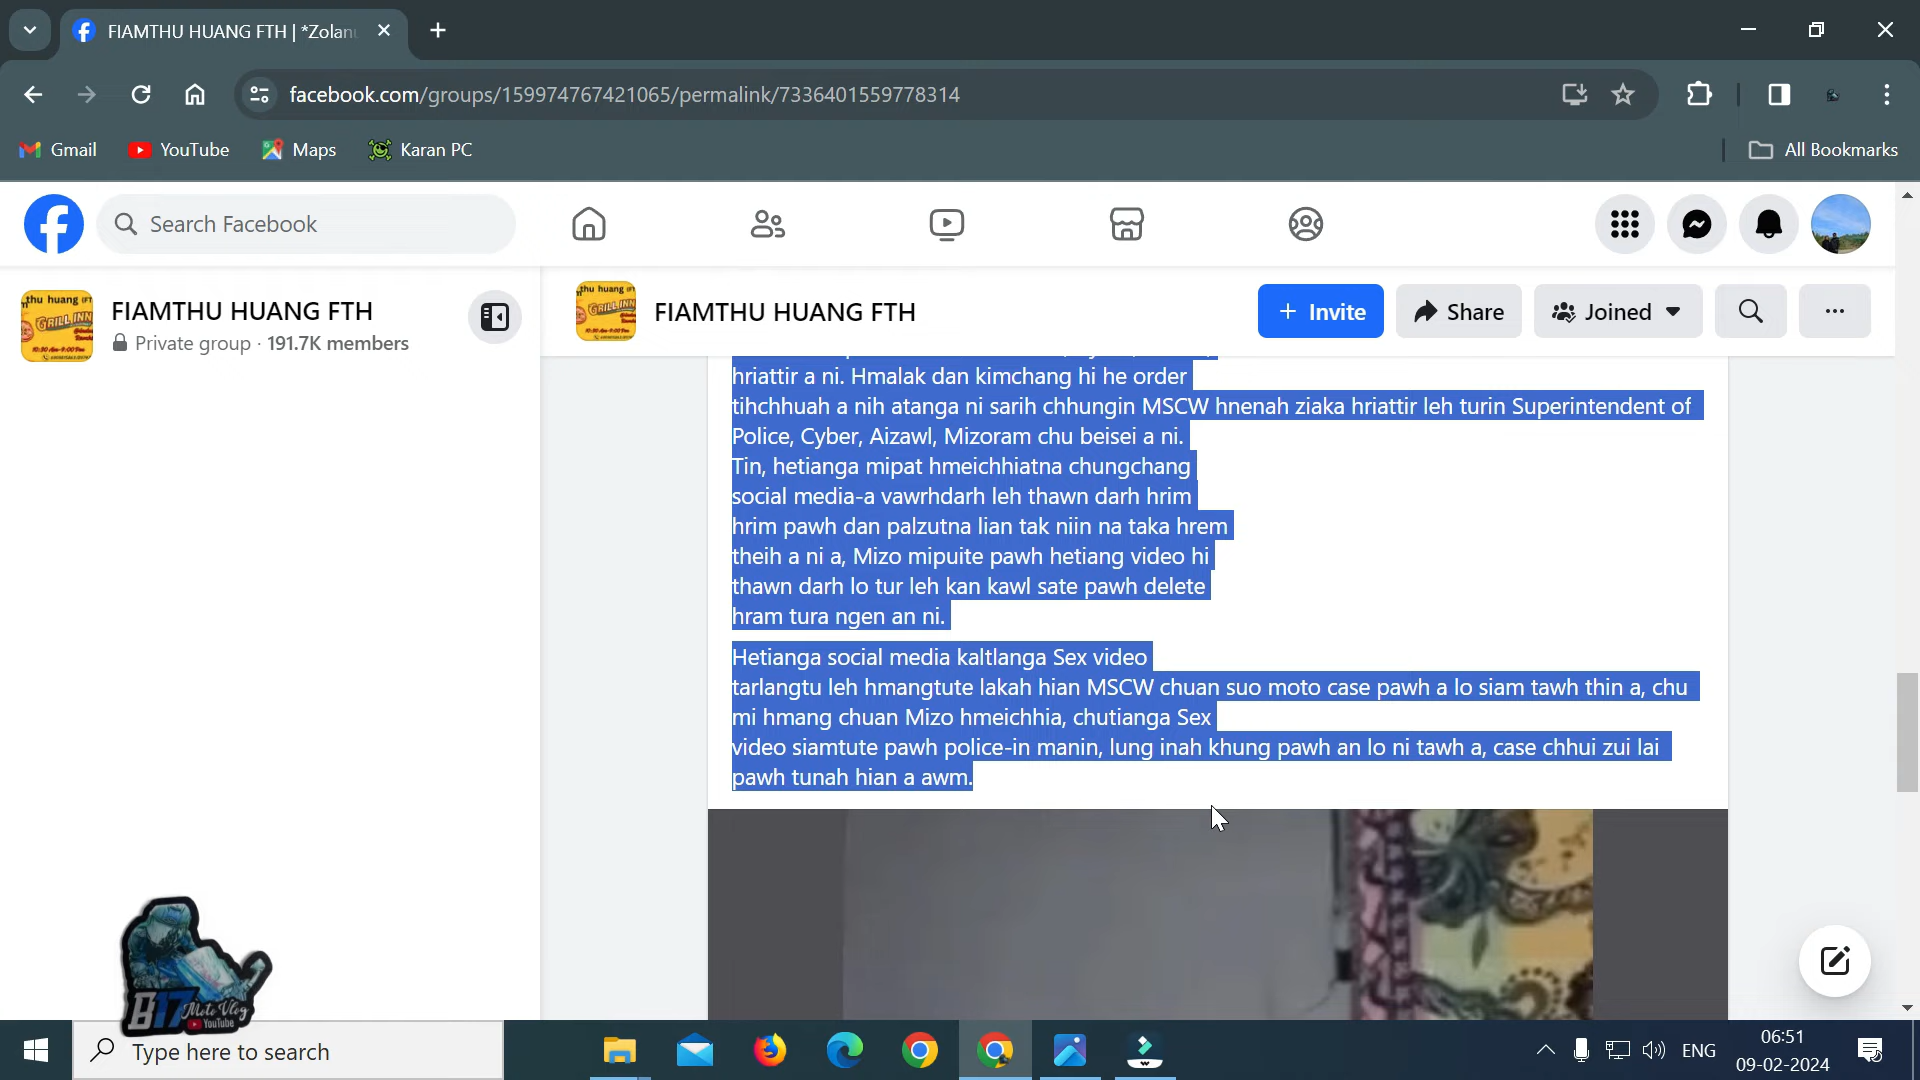 FIAMTHU HUANG FTH | *Zolan
facebook.com/groups/159974767421065/permalink/7336401559778314
Gmail
YouTube
Maps
Karan PC
All Bookmarks
Search Facebook
FIAMTHU HUANG FTH
Private group · 191.7K members
FIAMTHU HUANG FTH
+ Invite
Share
Joined
hriattir a ni. Hmalak dan kimchang hi he order
tihchhuah a nih atanga ni sarih chhungin MSCW hnenah ziaka hriattir leh turin Superintendent of
Police, Cyber, Aizawl, Mizoram chu beisei a ni.
Tin, hetianga mipat hmeichhiatna chungchang
social media-a vawrhdarh leh thawn darh hrim
hrim pawh dan palzutna lian tak niin na taka hrem
theih a ni a, Mizo mipuite pawh hetiang video hi
thawn darh lo tur leh kan kawl sate pawh delete
hram tura ngen an ni.
Hetianga social media kaltlanga Sex video
tarlangtu leh hmangtute lakah hian MSCW chuan suo moto case pawh a lo siam tawh thin a, chu
mi hmang chuan Mizo hmeichhia, chutianga Sex
video siamtute pawh police-in manin, lung inah khung pawh an lo ni tawh a, case chhui zui lai
pawh tunah hian a awm.
B17
Moto Vlog
YouTube
Type here to search
ENG
06:51
09-02-2024